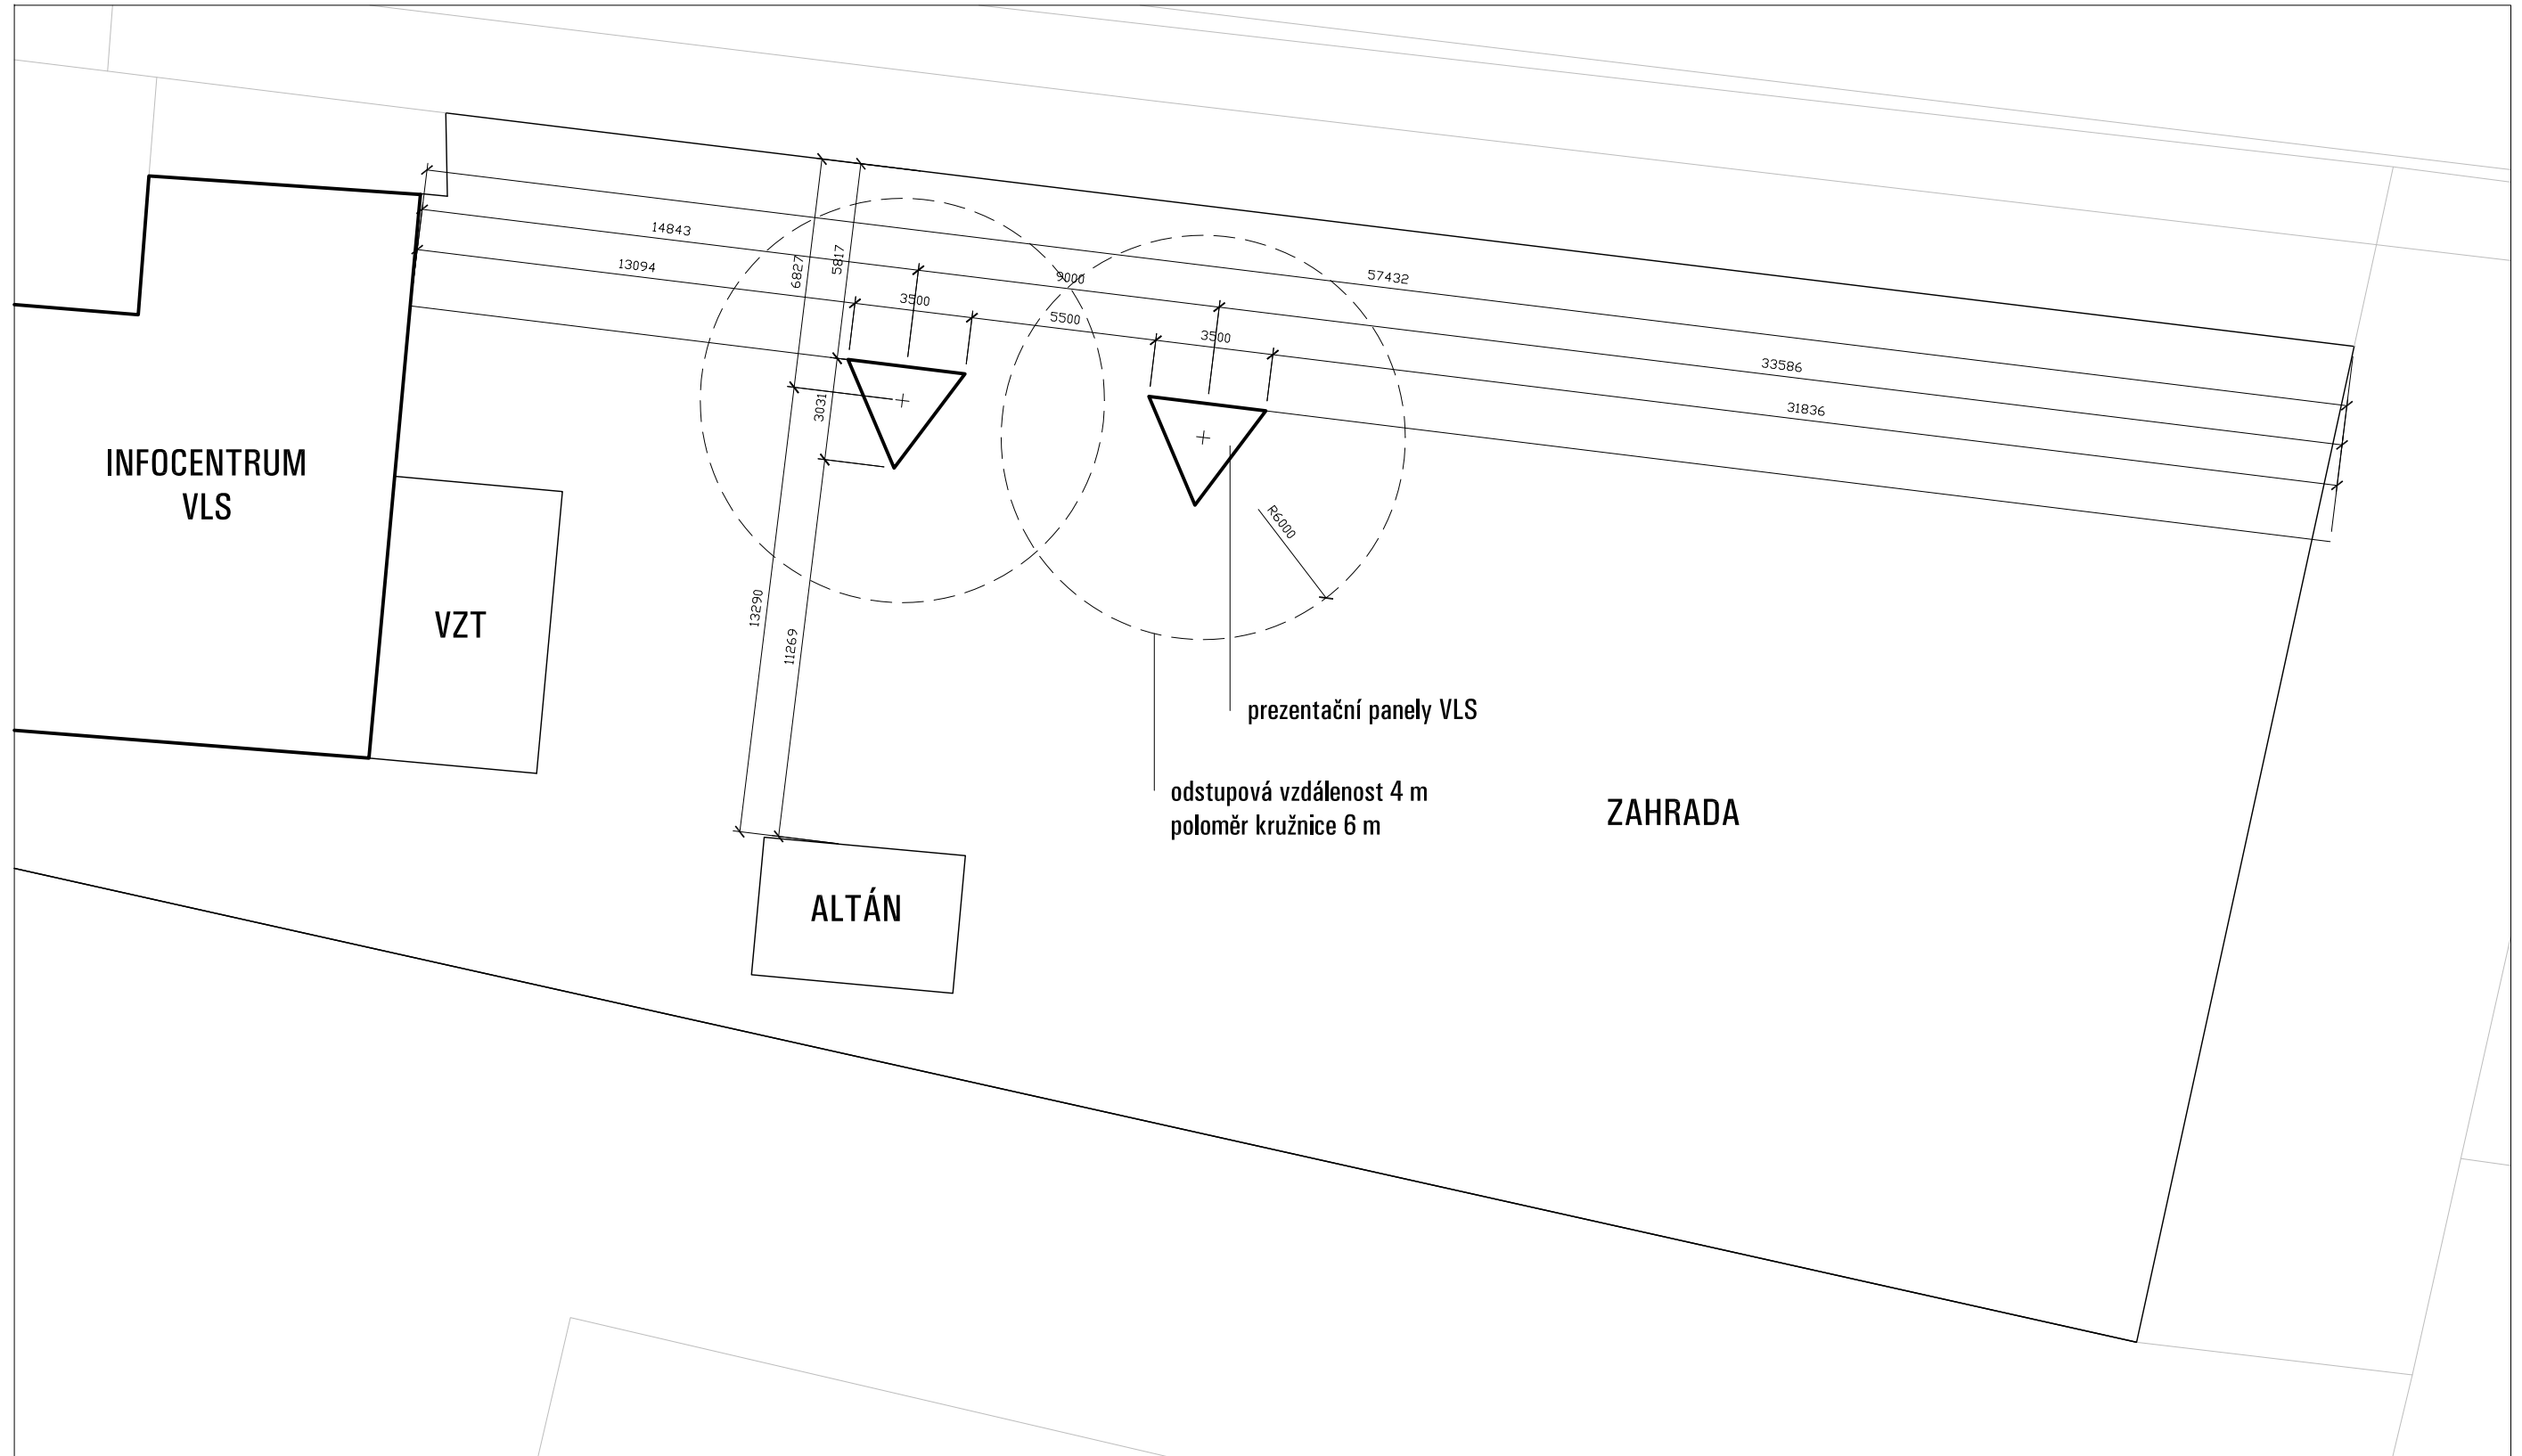 14843
13094
6827
5817
9000
57432
3500
5500
3500
33586
31836
3031
INFOCENTRUM
VLS
R6000
VZT
13290
11269
prezentační panely VLS
odstupová vzdálenost 4 m
poloměr kružnice 6 m
ZAHRADA
ALTÁN